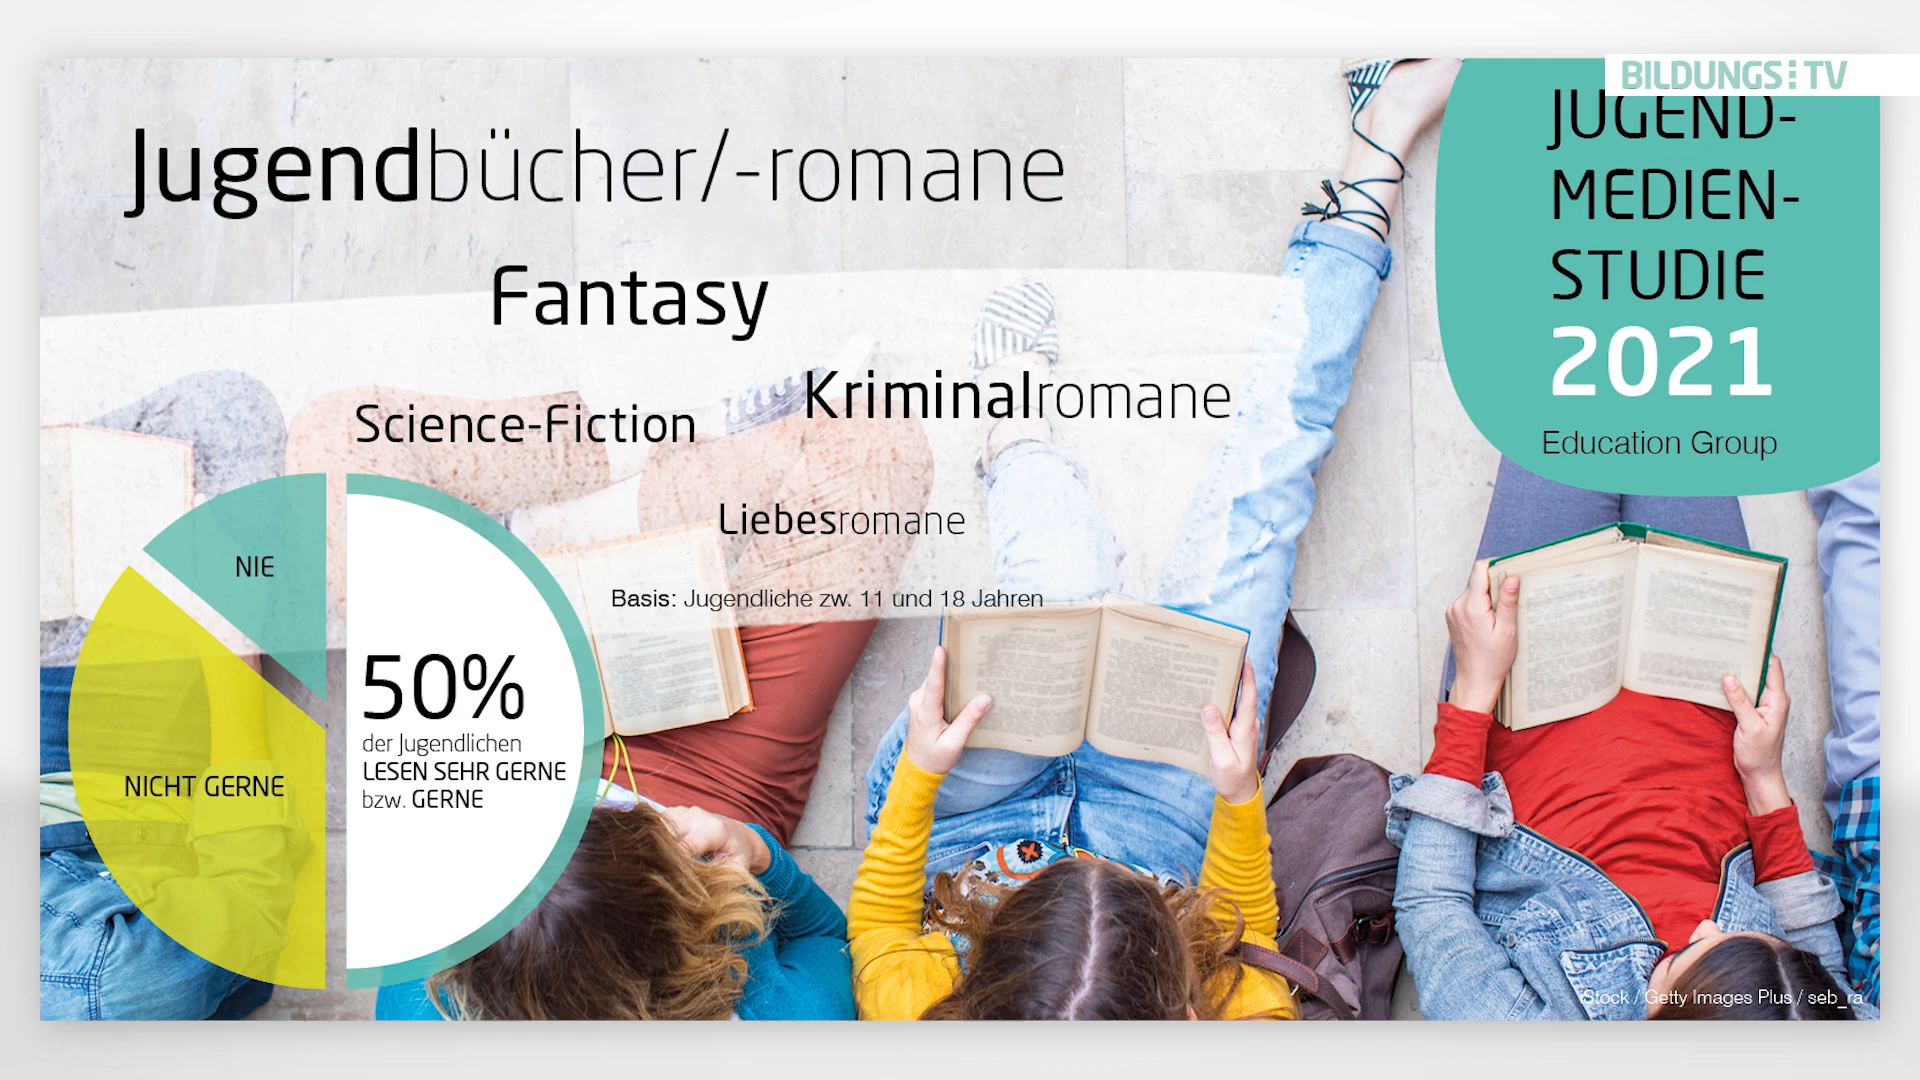 BILDUNGS⋮TV
JUGEND-
MEDIEN-
STUDIE
2021
Education Group
Jugendbücher/-romane
Fantasy
Kriminalromane
Science-Fiction
Liebesromane
Basis: Jugendliche zw. 11 und 18 Jahren
NIE
NICHT GERNE
50%
der Jugendlichen
LESEN SEHR GERNE
bzw. GERNE
iStock / Getty Images Plus / seb_ra